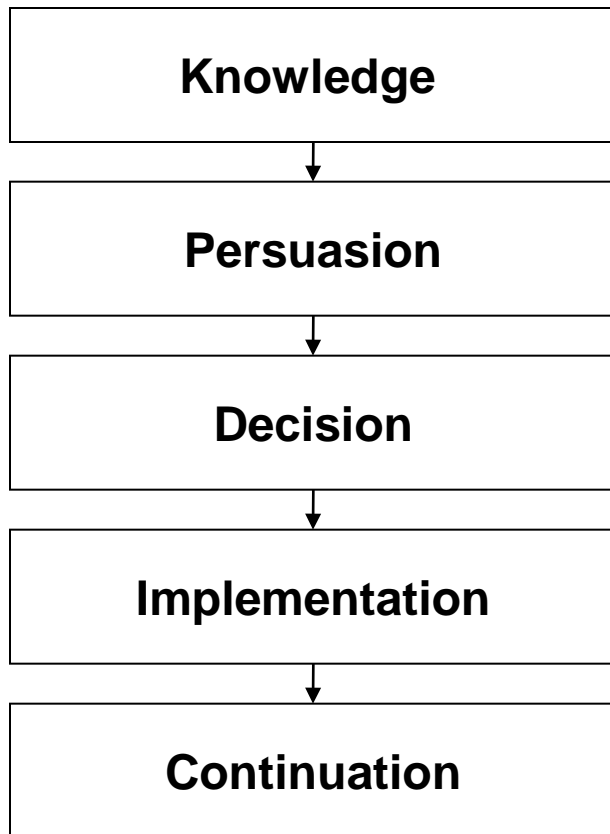 Knowledge
Persuasion
Decision
Implementation
Continuation